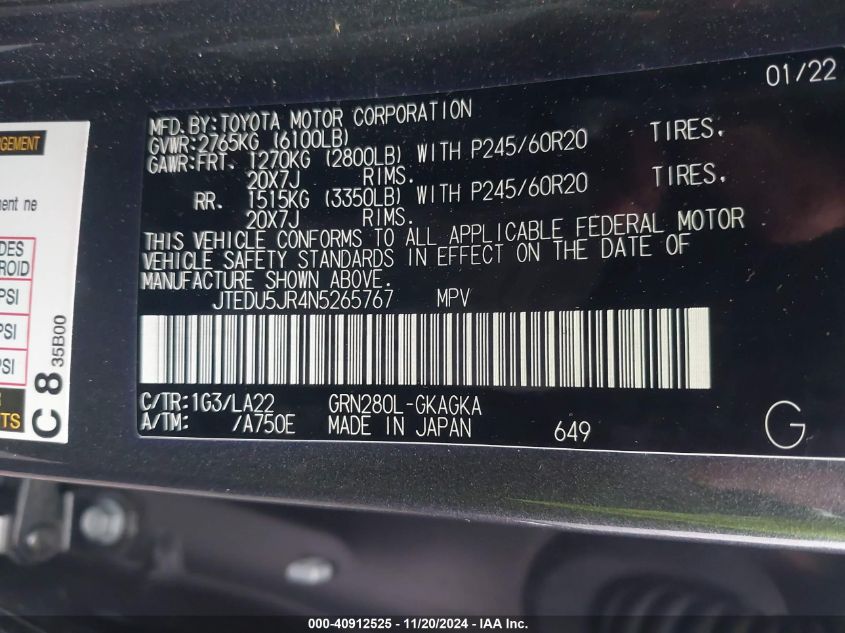 01/22
MFD. BY: TOYOTA MOTOR CORPORATION
GVWR: 2765KG (6100LB)
GAWR: FRT. 1270KG (2800LB) WITH P245/60R20 TIRES,
20X7J RIMS.
RR. 1515KG (3350LB) WITH P245/60R20 TIRES,
20X7J RIMS.
THIS VEHICLE CONFORMS TO ALL APPLICABLE FEDERAL MOTOR
VEHICLE SAFETY STANDARDS IN EFFECT ON THE DATE OF
MANUFACTURE SHOWN ABOVE.
JTEDU5JR4N5265767 MPV
C/TR: 1G3/LA22 GRN280L-GKAGKA
A/TM: /A750E MADE IN JAPAN 649
G
PSI
PSI
PSI
C 8 35B00
000-40912525 - 11/20/2024 - IAA Inc.